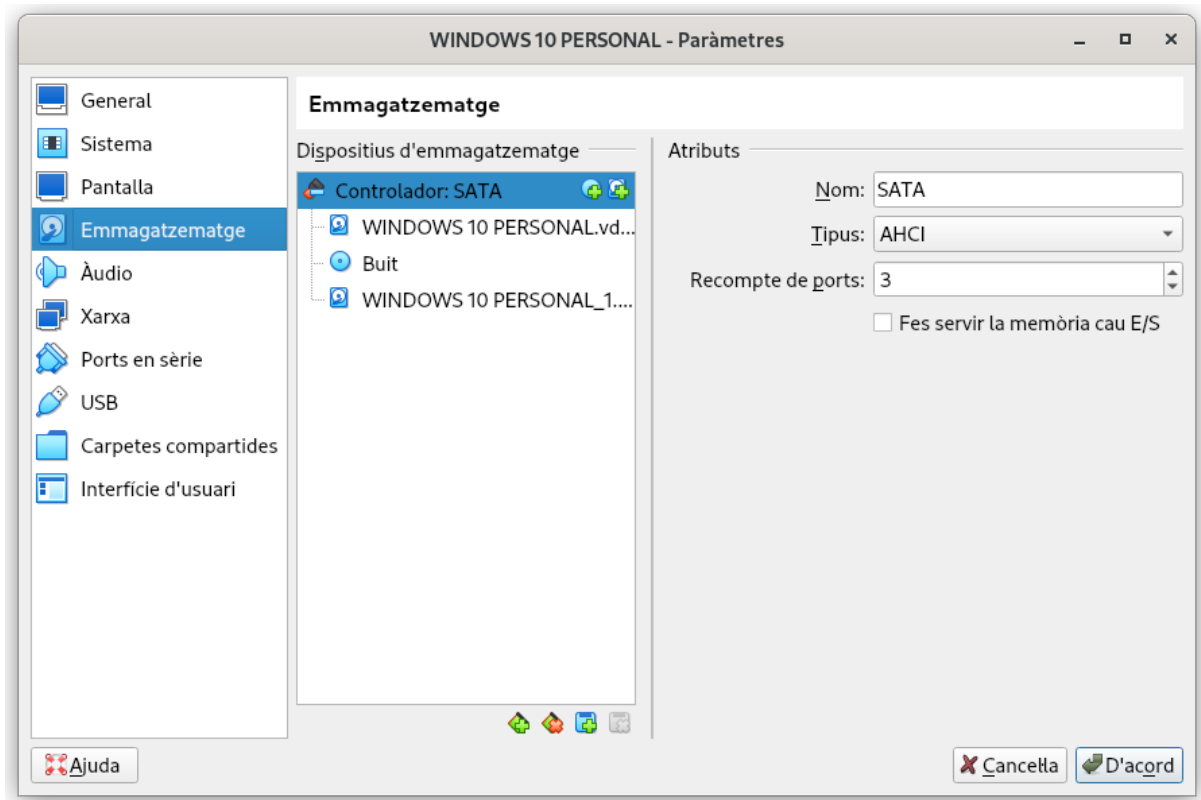 WINDOWS 10 PERSONAL - Paràmetres
General
Sistema
Pantalla
Emmagatzematge
Àudio
Xarxa
Ports en sèrie
USB
Carpetes compartides
Interfície d'usuari
Emmagatzematge
Dispositius d'emmagatzematge
Controlador: SATA
WINDOWS 10 PERSONAL.vd...
Buit
WINDOWS 10 PERSONAL_1....
Atributs
Nom: SATA
Tipus: AHCI
Recompte de ports: 3
Fes servir la memòria cau E/S
Ajuda
Canceŀla
D'acord